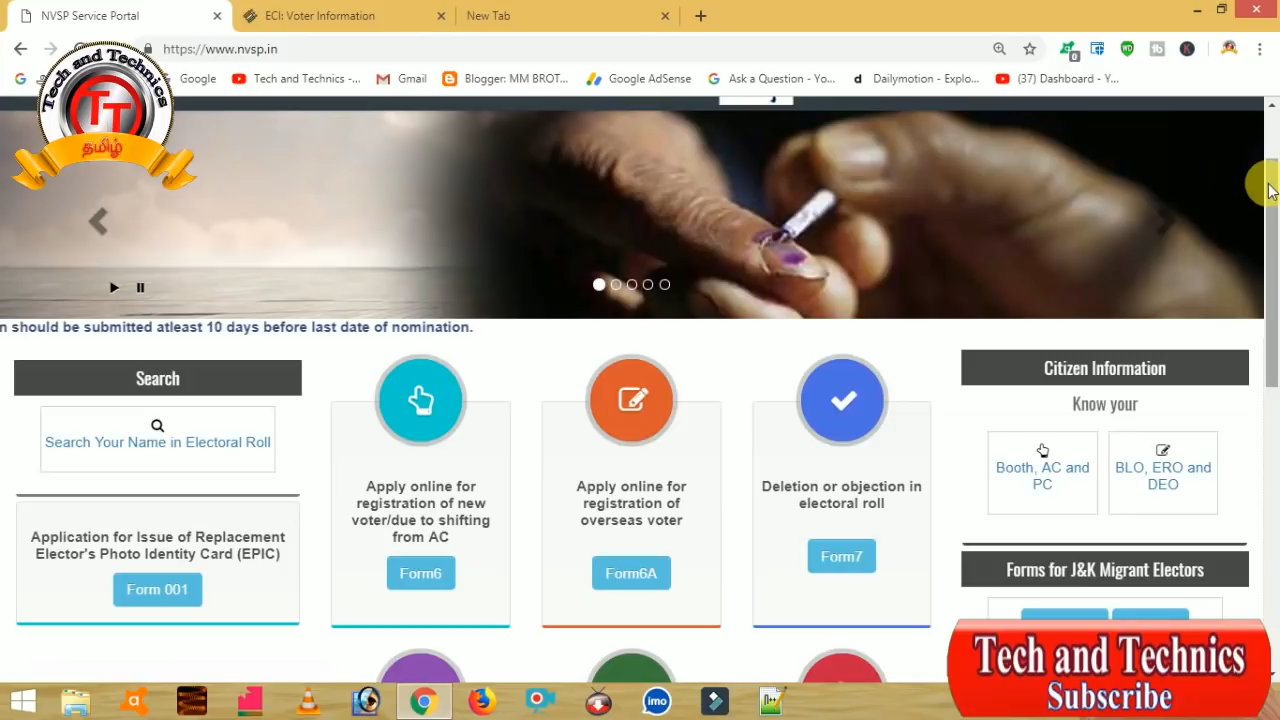 NVSP Service Portal
ECI: Voter Information
New Tab
https://www.nvsp.in
0
Google
Tech and Technics -...
Gmail
Blogger: MM BROT...
Google AdSense
Ask a Question - Yo...
Dailymotion - Explo...
(37) Dashboard - Y...
Tech and Technics
TT
தமிழ்
n should be submitted atleast 10 days before last date of nomination.
Search
Search Your Name in Electoral Roll
Application for Issue of Replacement
Elector's Photo Identity Card (EPIC)
Form 001
Apply online for
registration of new
voter/due to shifting
from AC
Form6
Apply online for
registration of
overseas voter
Form6A
Deletion or objection in
electoral roll
Form7
Citizen Information
Know your
Booth, AC and
PC
BLO, ERO and
DEO
Forms for J&K Migrant Electors
Tech and Technics
Subscribe
imo